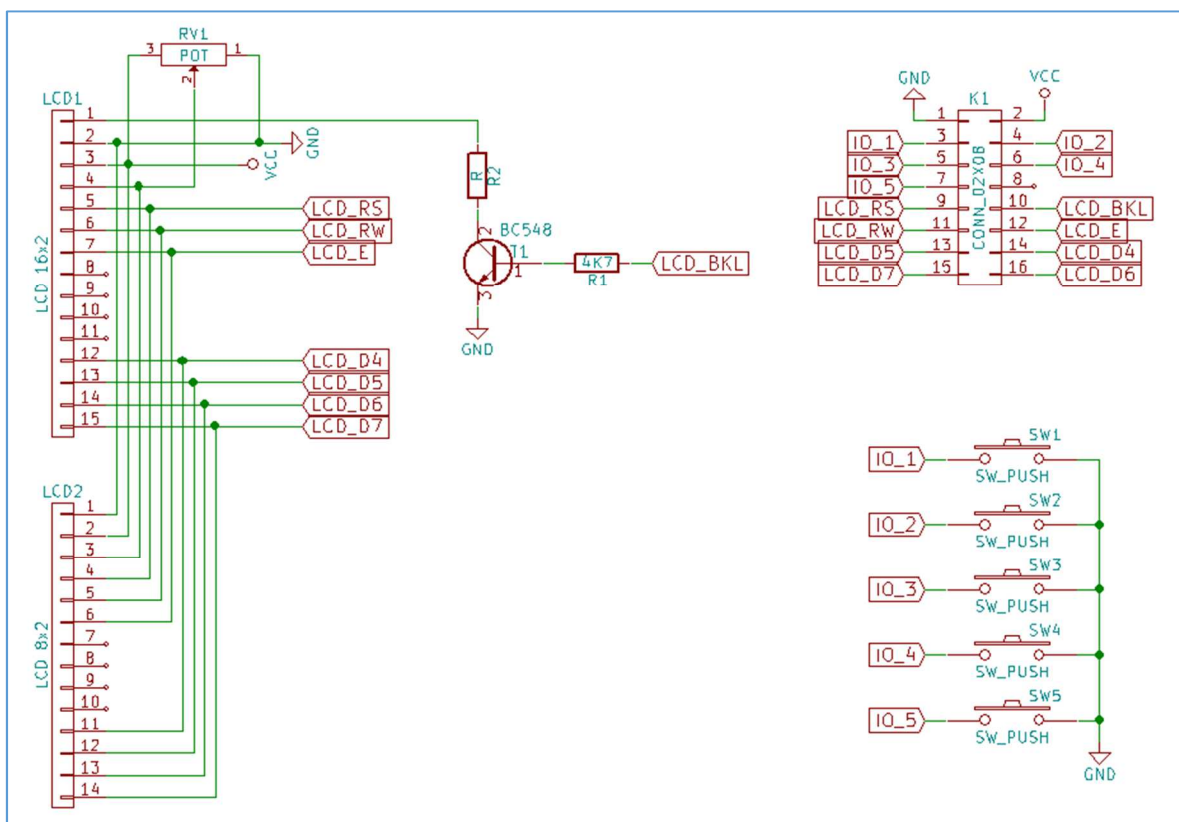 RV1
3 POT 1
2
LCD1
1
2
3
4
5
6
7
8
9
10
11
12
13
14
15
LCD 16x2
GND
VCC
LCD_RS
LCD_RW
LCD_E
LCD_D4
LCD_D5
LCD_D6
LCD_D7
R
R2
2
BC548
T1
1
3
GND
4K7
R1
LCD_BKL
LCD2
1
2
3
4
5
6
7
8
9
10
11
12
13
14
LCD 8x2
GND
VCC
K1
CONN_02X08
1 2
IO_1 3 4 IO_2
IO_3 5 6 IO_4
IO_5 7 8
LCD_RS 9 10 LCD_BKL
LCD_RW 11 12 LCD_E
LCD_D5 13 14 LCD_D4
LCD_D7 15 16 LCD_D6
SW1
IO_1
SW_PUSH
SW2
IO_2
SW_PUSH
SW3
IO_3
SW_PUSH
SW4
IO_4
SW_PUSH
SW5
IO_5
SW_PUSH
GND